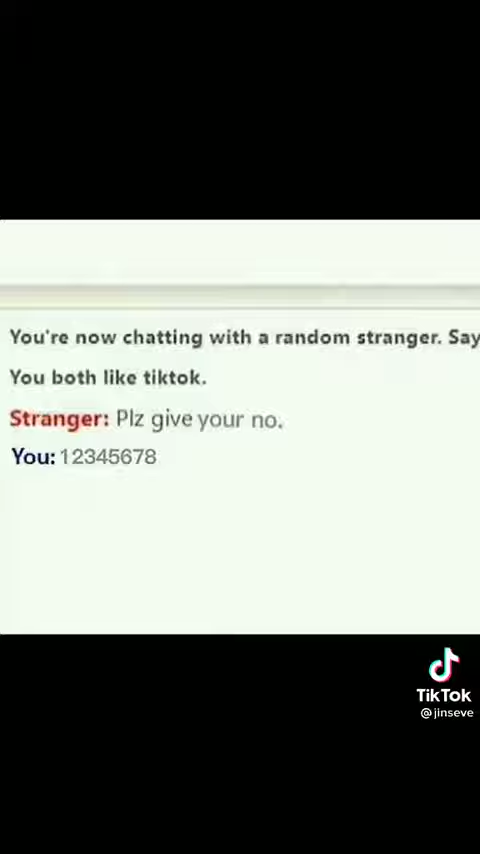 You're now chatting with a random stranger. Say
You both like tiktok.
Stranger: Plz give your no.
You: 12345678
TikTok
@jinseve